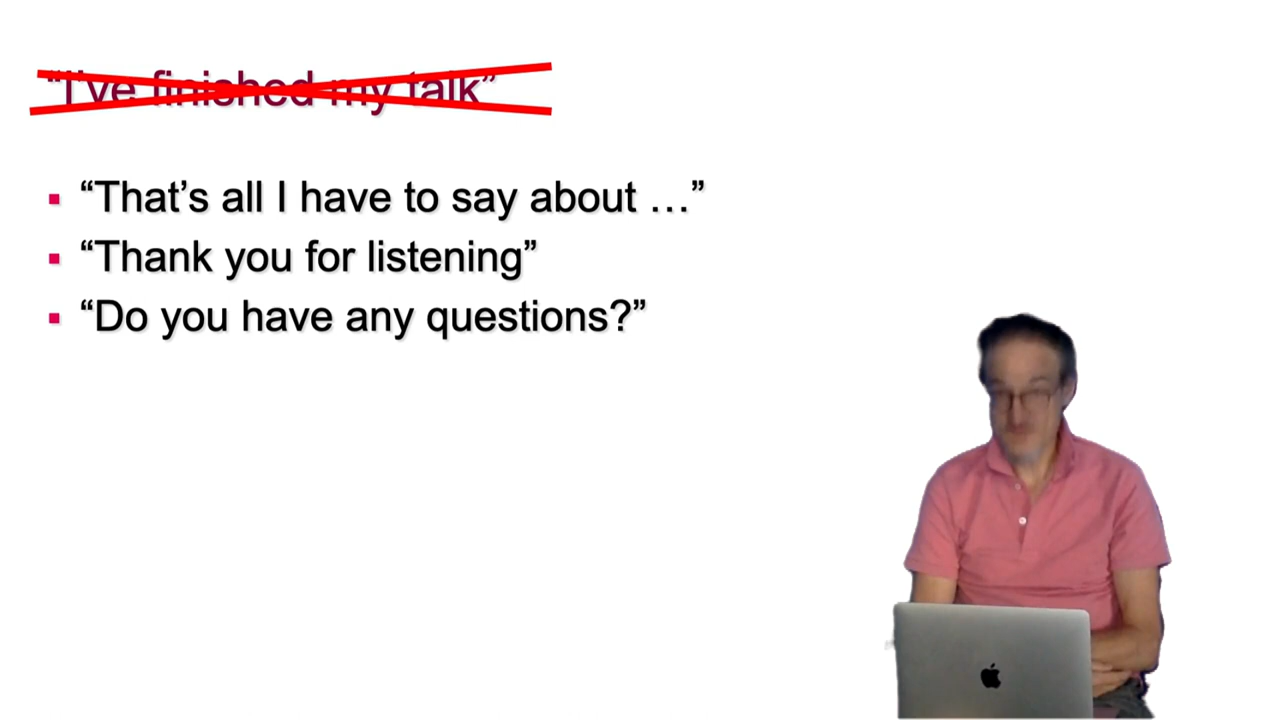 “I’ve finished my talk”
“That’s all I have to say about …”
“Thank you for listening”
“Do you have any questions?”